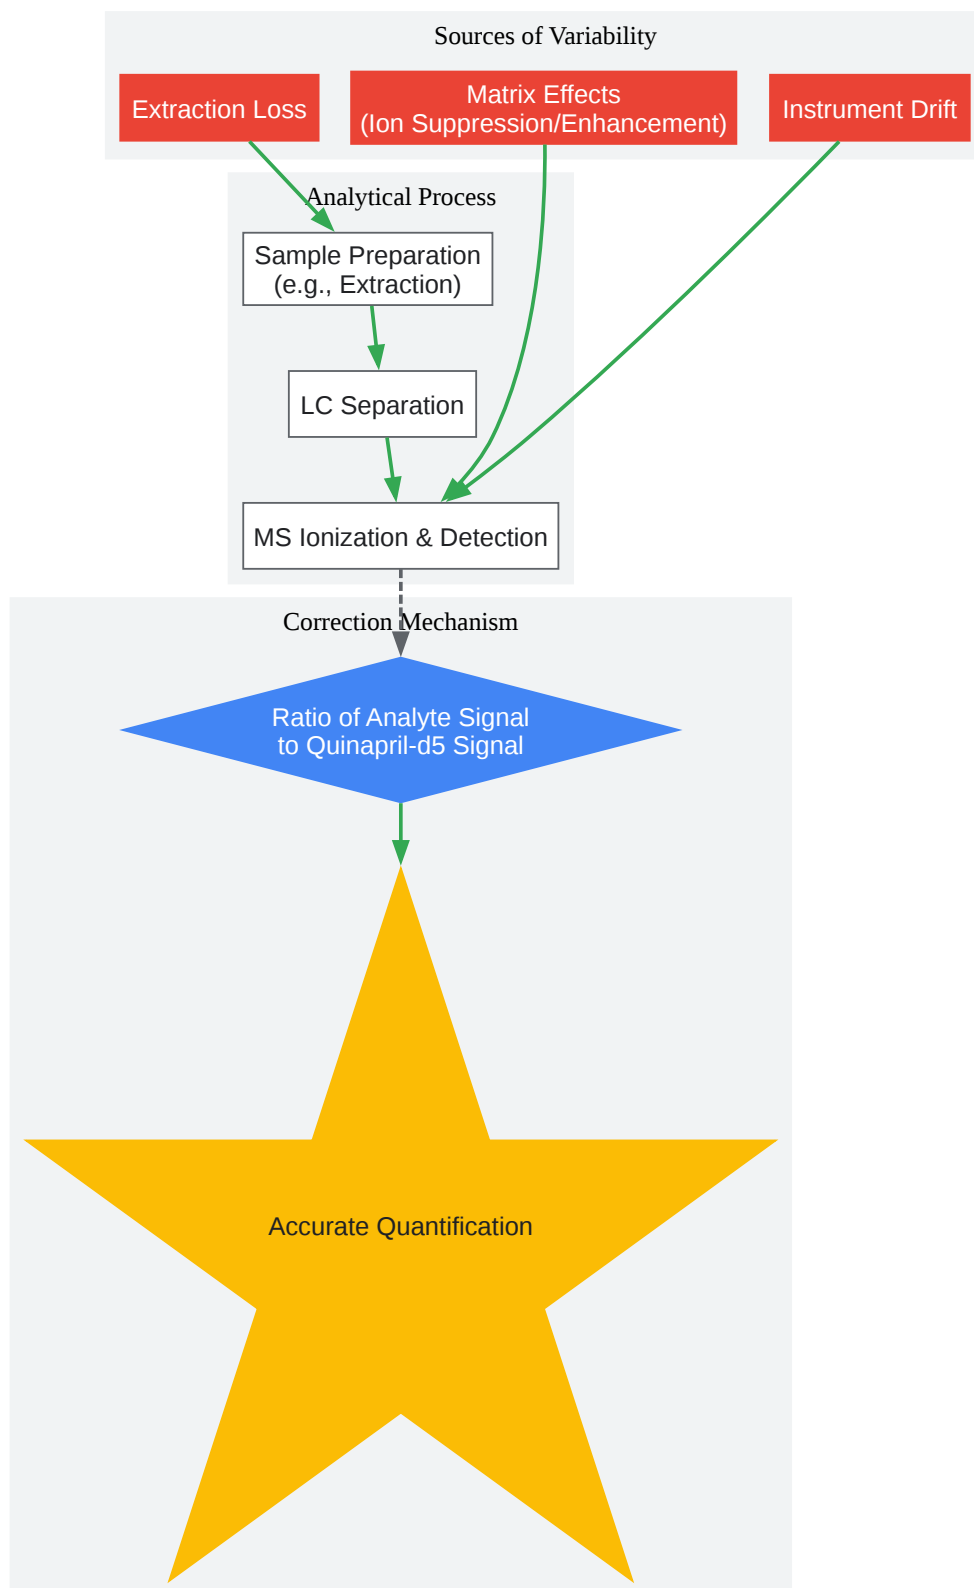 Sources of Variability
Extraction Loss
Matrix Effects
(Ion Suppression/Enhancement)
Instrument Drift
Analytical Process
Sample Preparation
(e.g., Extraction)
LC Separation
MS Ionization & Detection
Correction Mechanism
Ratio of Analyte Signal
to Quinapril-d5 Signal
Accurate Quantification